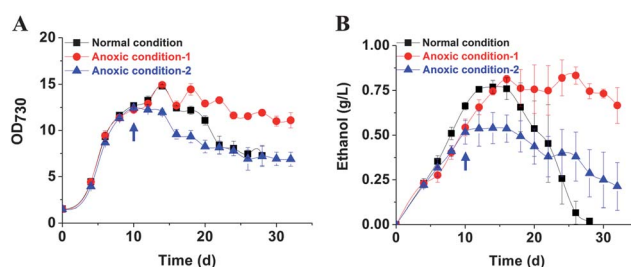 A
Normal condition
Anoxic condition-1
Anoxic condition-2
OD730
25
20
15
10
5
0
0 10 20 30
Time (d)
B
Normal condition
Anoxic condition-1
Anoxic condition-2
Ethanol (g/L)
1.00
0.75
0.50
0.25
0.00
0 10 20 30
Time (d)